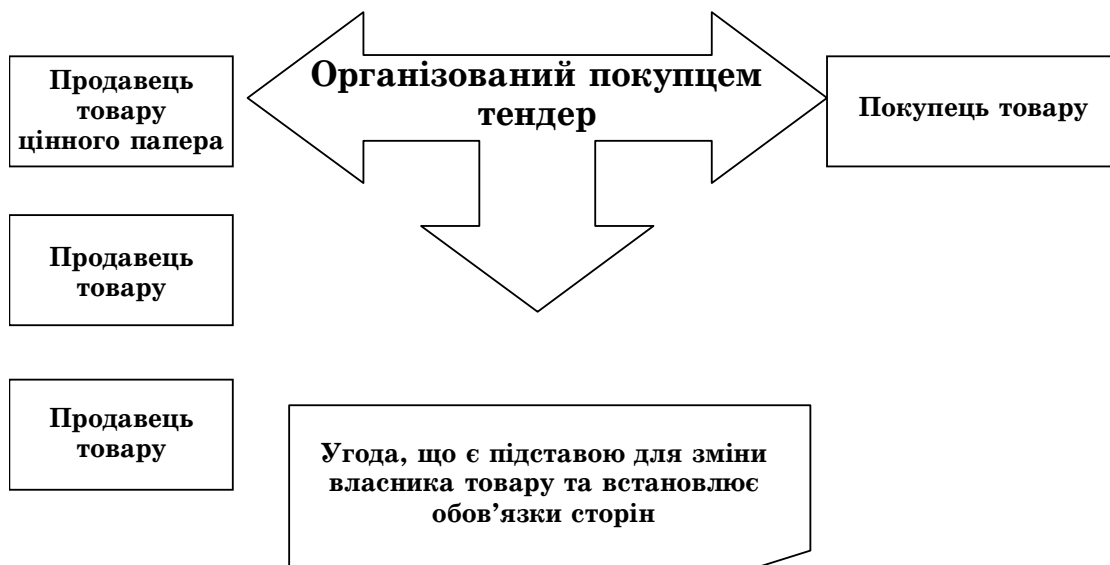 Продавець
товару
цінного папера
Організований покупцем
тендер
Покупець товару
Продавець
товару
Продавець
товару
Угода, що є підставою для зміни
власника товару та встановлює
обов’язки сторін